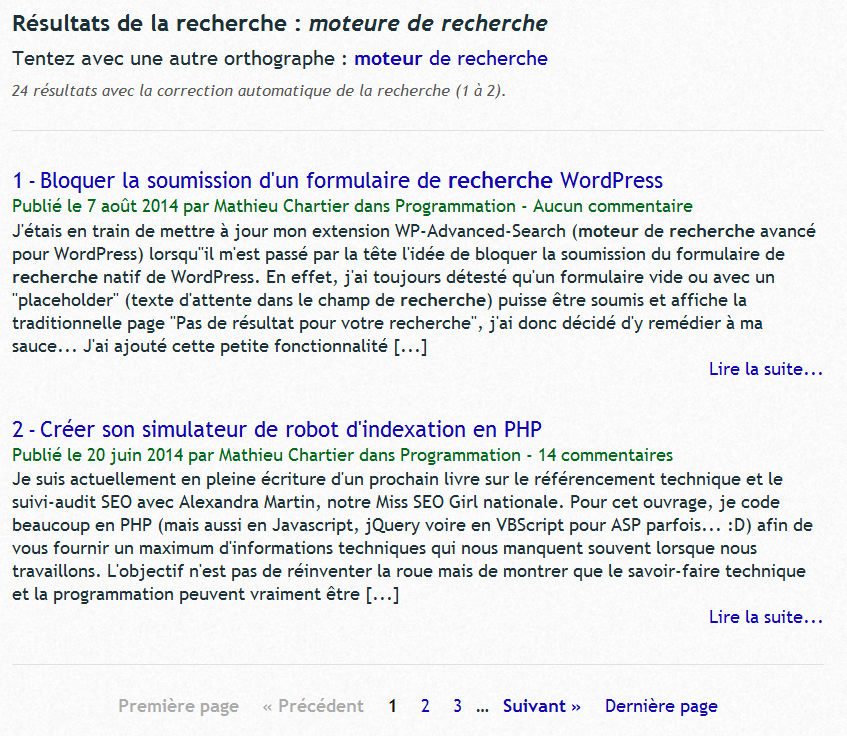 Résultats de la recherche : moteure de recherche
Tentez avec une autre orthographe : moteur de recherche
24 résultats avec la correction automatique de la recherche (1 à 2).
1 - Bloquer la soumission d'un formulaire de recherche WordPress
Publié le 7 août 2014 par Mathieu Chartier dans Programmation - Aucun commentaire
J'étais en train de mettre à jour mon extension WP-Advanced-Search (moteur de recherche avancé
pour WordPress) lorsqu"il m'est passé par la tête l'idée de bloquer la soumission du formulaire de
recherche natif de WordPress. En effet, j'ai toujours détesté qu'un formulaire vide ou avec un
"placeholder" (texte d'attente dans le champ de recherche) puisse être soumis et affiche la
traditionnelle page "Pas de résultat pour votre recherche", j'ai donc décidé d'y remédier à ma
sauce... J'ai ajouté cette petite fonctionnalité [...]
Lire la suite...
2 - Créer son simulateur de robot d'indexation en PHP
Publié le 20 juin 2014 par Mathieu Chartier dans Programmation - 14 commentaires
Je suis actuellement en pleine écriture d'un prochain livre sur le référencement technique et le
suivi-audit SEO avec Alexandra Martin, notre Miss SEO Girl nationale. Pour cet ouvrage, je code
beaucoup en PHP (mais aussi en Javascript, jQuery voire en VBScript pour ASP parfois... :D) afin de
vous fournir un maximum d'informations techniques qui nous manquent souvent lorsque nous
travaillons. L'objectif n'est pas de réinventer la roue mais de montrer que le savoir-faire technique
et la programmation peuvent vraiment être [...]
Lire la suite...
Première page « Précédent 1 2 3 ... Suivant » Dernière page